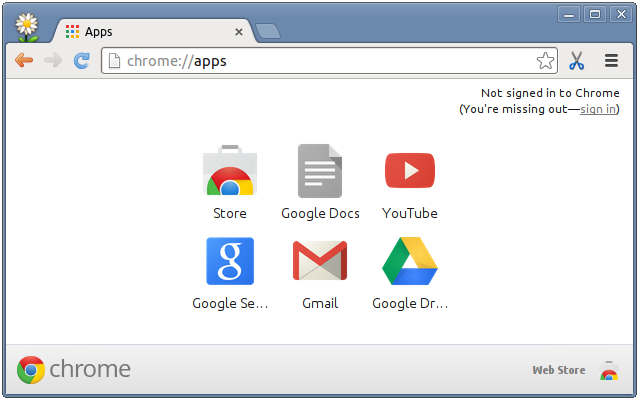 Apps
chrome://apps
Not signed in to Chrome
(You're missing out—sign in)
Store
Google Docs
YouTube
g
Google Se...
Gmail
Google Dr...
chrome
Web Store